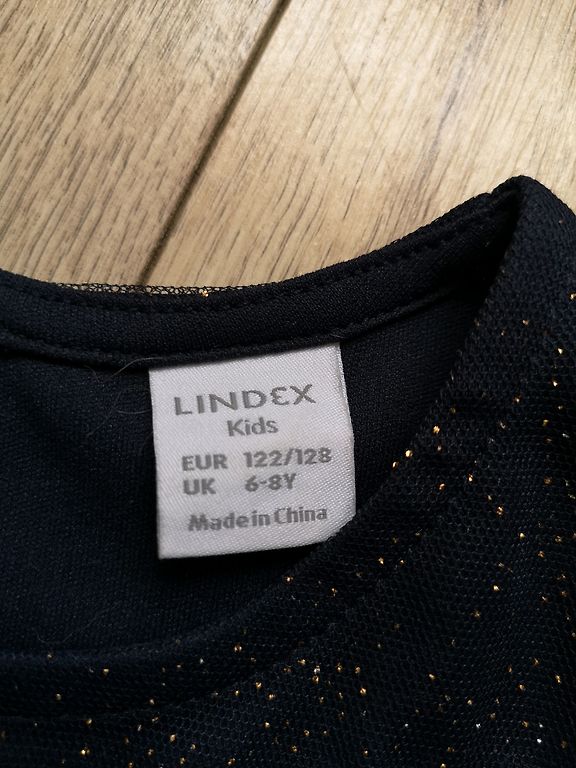 LINDEX
Kids
EUR 122/128
UK 6-8Y
Made in China